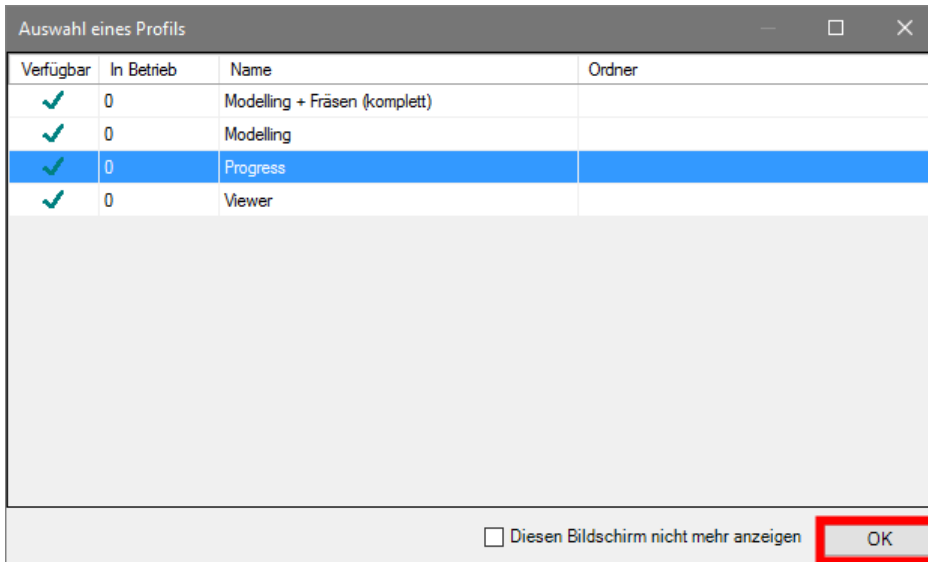 Auswahl eines Profils
Verfügbar In Betrieb Name Ordner
0 Modelling + Fräsen (komplett)
0 Modelling
0 Progress
0 Viewer
Diesen Bildschirm nicht mehr anzeigen OK